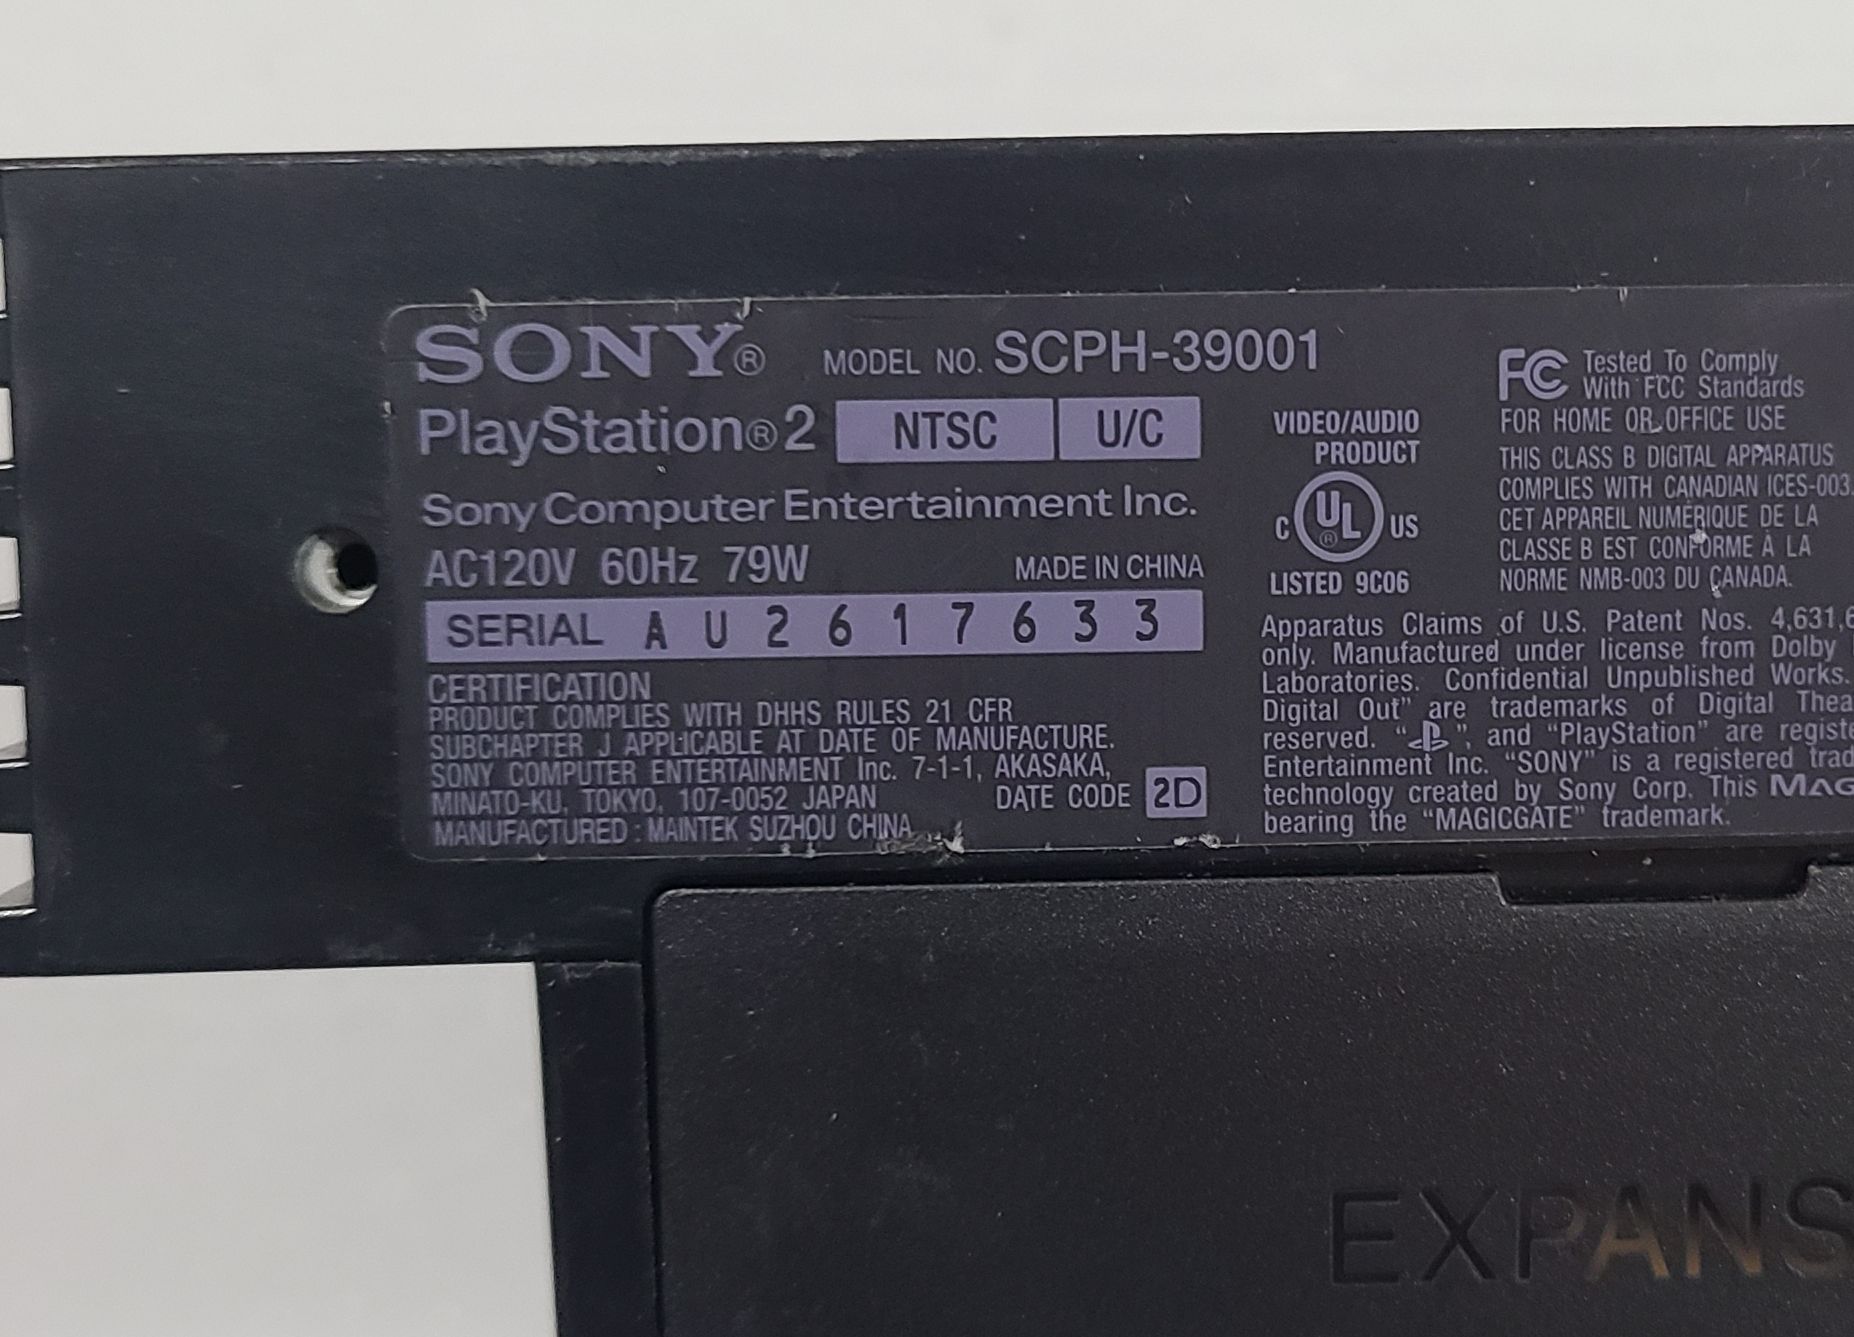 SONY® MODEL NO. SCPH-39001
PlayStation®2 NTSC U/C
Sony Computer Entertainment Inc.
AC120V 60Hz 79W MADE IN CHINA
SERIAL A U 2 6 1 7 6 3 3
CERTIFICATION
PRODUCT COMPLIES WITH DHHS RULES 21 CFR
SUBCHAPTER J APPLICABLE AT DATE OF MANUFACTURE.
SONY COMPUTER ENTERTAINMENT Inc. 7-1-1, AKASAKA,
MINATO-KU, TOKYO, 107-0052 JAPAN DATE CODE 2D
MANUFACTURED : MAINTEK SUZHOU CHINA
VIDEO/AUDIO
PRODUCT
C UL® US
LISTED 9C06
FC Tested To Comply
With FCC Standards
FOR HOME OR OFFICE USE
THIS CLASS B DIGITAL APPARATUS
COMPLIES WITH CANADIAN ICES-003.
CET APPAREIL NUMÉRIQUE DE LA
CLASSE B EST CONFORME À LA
NORME NMB-003 DU CANADA.
Apparatus Claims of U.S. Patent Nos. 4,631,6
only. Manufactured under license from Dolby
Laboratories. Confidential Unpublished Works.
Digital Out" are trademarks of Digital Thea
reserved. " ", and "PlayStation" are registe
Entertainment Inc. "SONY" is a registered trad
technology created by Sony Corp. This MAG
bearing the "MAGICGATE" trademark.
EXPANS